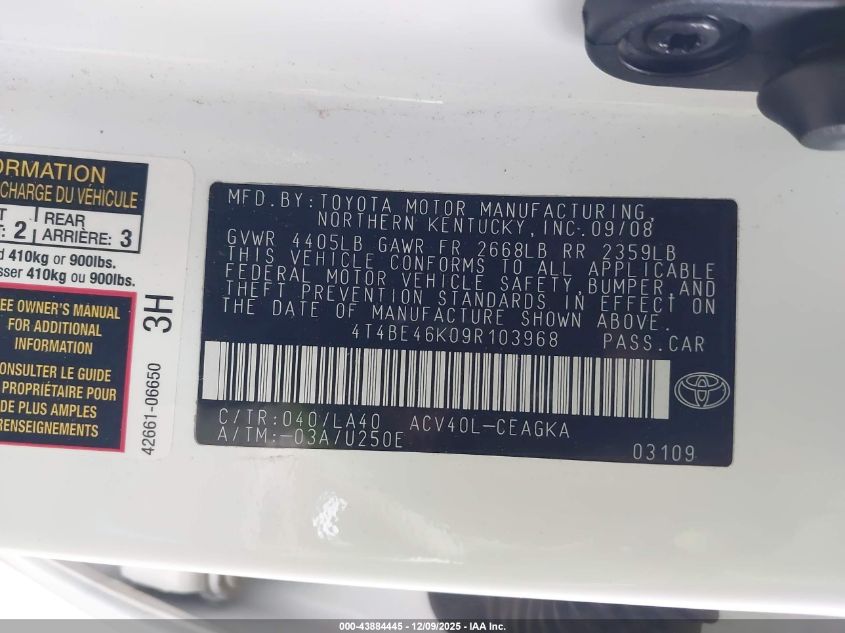 ORMATION
CHARGE DU VÉHICULE
2
REAR
ARRIÈRE: 3
410kg or 900lbs.
sser 410kg ou 900lbs.
EE OWNER'S MANUAL
FOR ADDITIONAL
INFORMATION
CONSULTER LE GUIDE
PROPRIÉTAIRE POUR
DE PLUS AMPLES
RENSEIGNEMENTS
3H
42661-06650
MFD.BY:TOYOTA MOTOR MANUFACTURING,
NORTHERN KENTUCKY, INC.09/08
GVWR 4405LB GAWR FR 2668LB RR 2359LB
THIS VEHICLE CONFORMS TO ALL APPLICABLE
FEDERAL MOTOR VEHICLE SAFETY,BUMPER,AND
THEFT PREVENTION STANDARDS IN EFFECT ON
THE DATE OF MANUFACTURE SHOWN ABOVE.
4T4BE46K09R103968 PASS.CAR
C/TR:040/LA40 ACV40L-CEAGKA
A/TM:-03A/U250E
03109
000-43884445 - 12/09/2025 - IAA Inc.